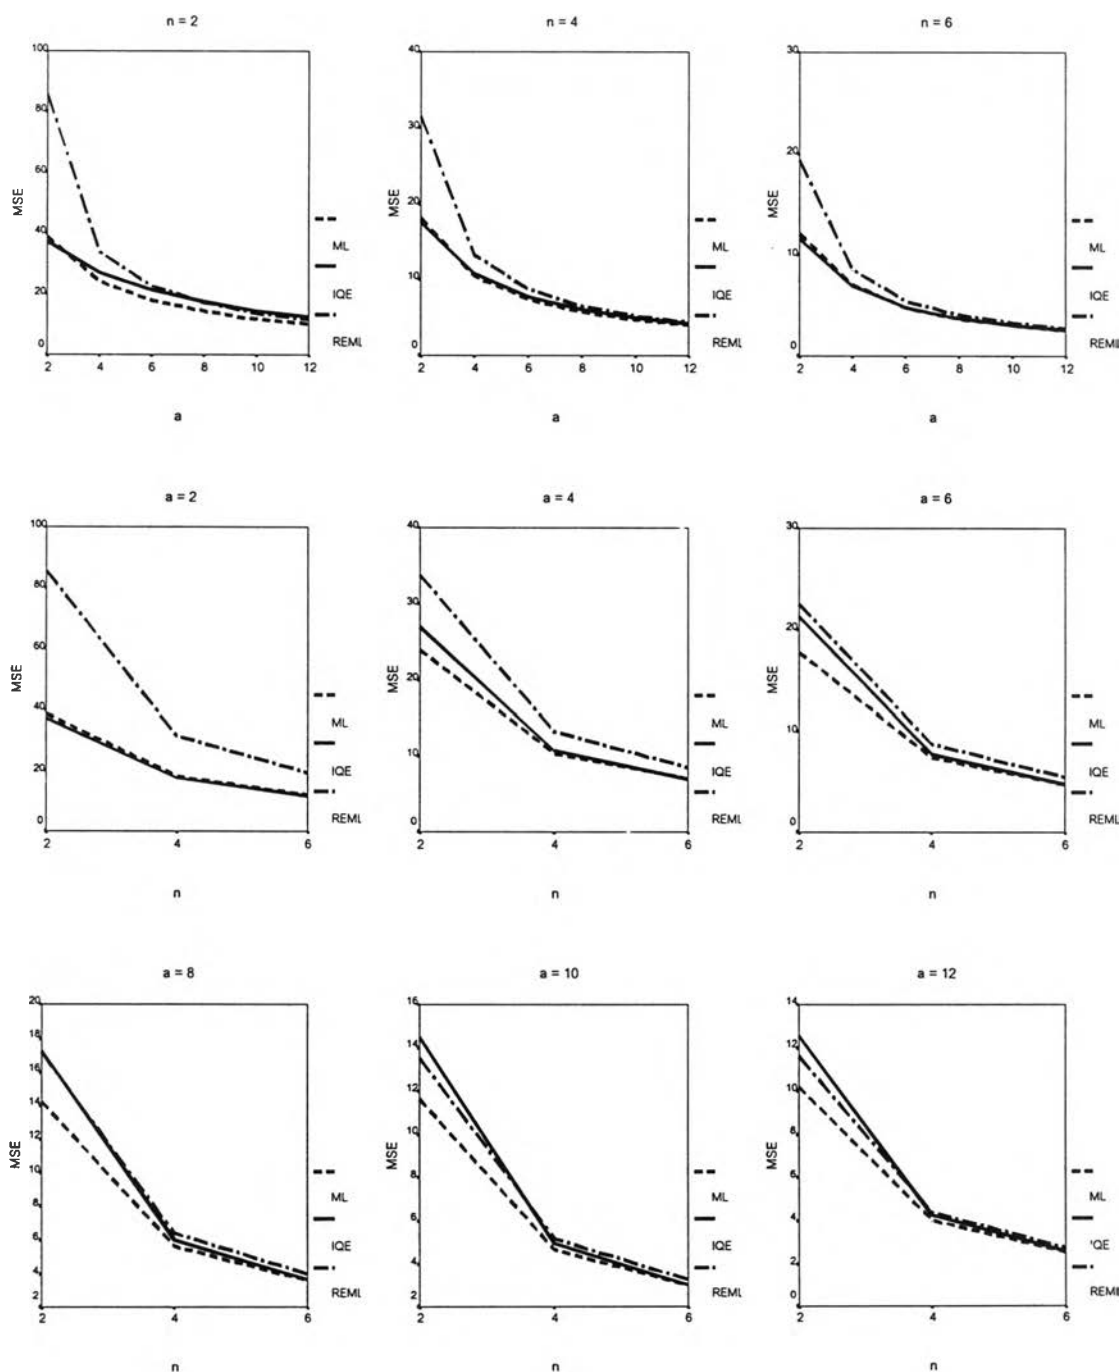 n = 2
100
80
60
40
20
0
MSE
2 4 6 8 10 12
a
ML
IQE
REML
n = 4
40
30
20
10
0
MSE
2 4 6 8 10 12
a
ML
IQE
REML
n = 6
30
20
10
0
MSE
2 4 6 8 10 12
a
ML
IQE
REML
a = 2
100
80
60
40
20
0
MSE
2 4 6
n
ML
IQE
REML
a = 4
40
30
20
10
0
MSE
2 4 6
n
ML
IQE
REML
a = 6
30
20
10
0
MSE
2 4 6
n
ML
IQE
REML
a = 8
20
18
16
14
12
10
8
6
4
2
MSE
2 4 6
n
ML
IQE
REML
a = 10
16
14
12
10
8
6
4
2
MSE
2 4 6
n
ML
IQE
REML
a = 12
14
12
10
8
6
4
2
0
MSE
2 4 6
n
ML
'QE
REML